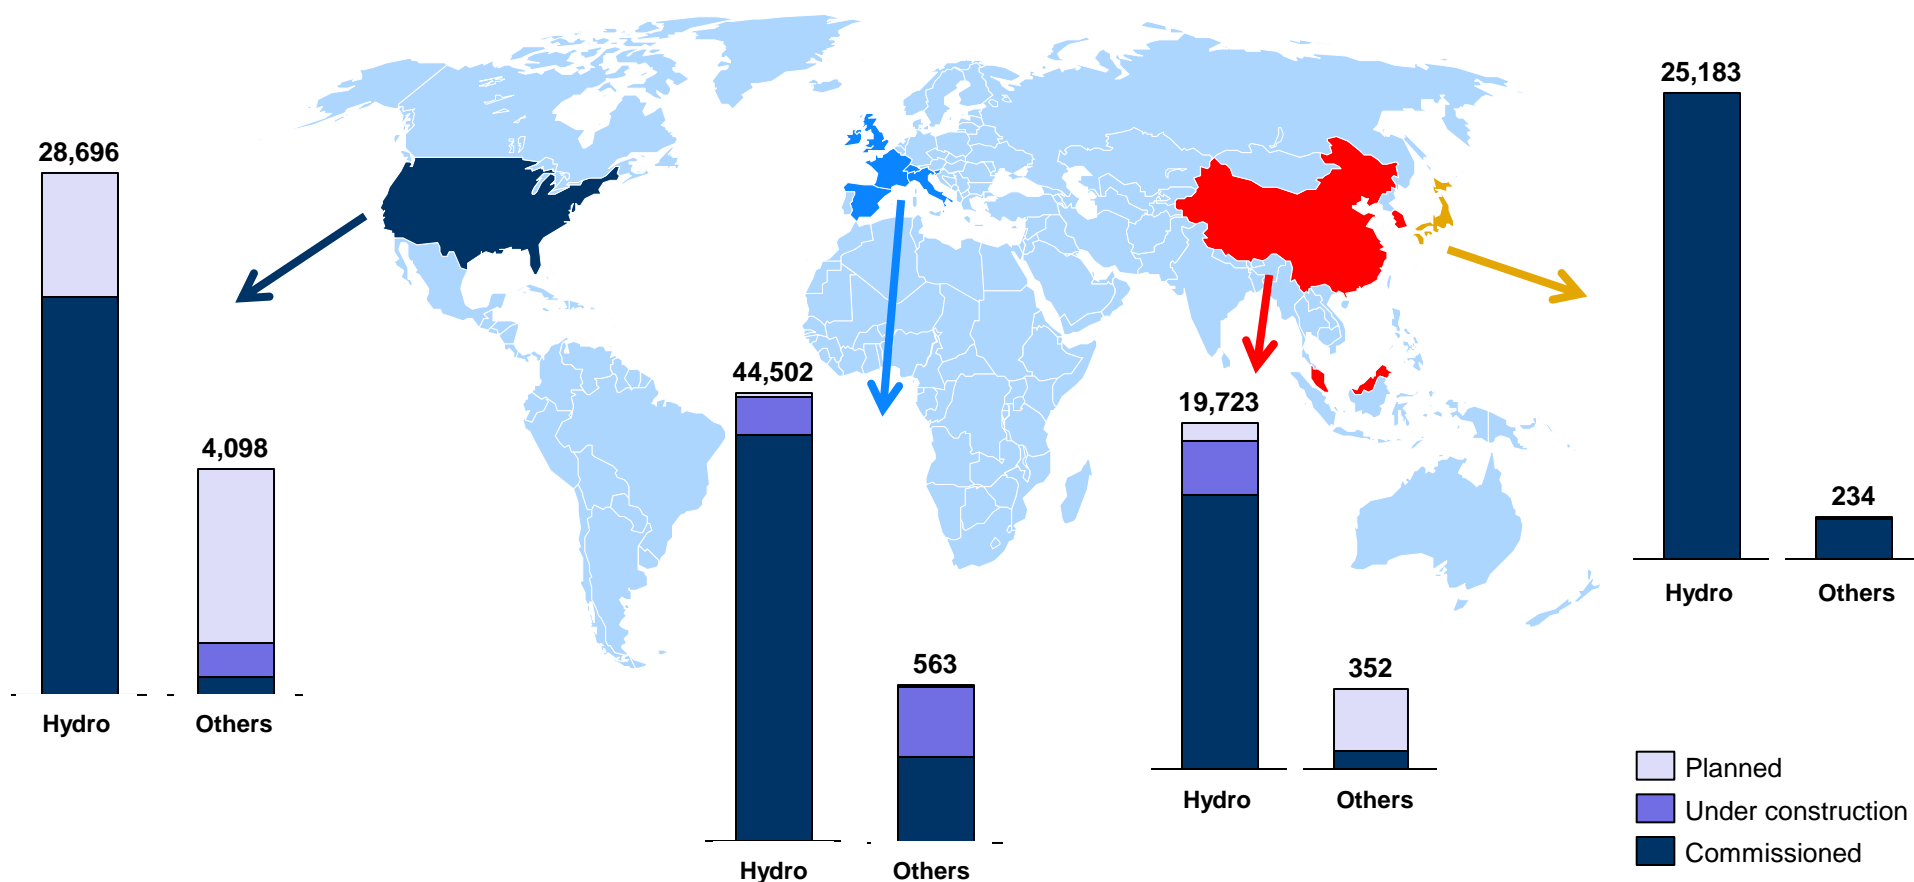 28,696
4,098
Hydro
Others
44,502
563
Hydro
Others
19,723
352
Hydro
Others
25,183
234
Hydro
Others
Planned
Under construction
Commissioned